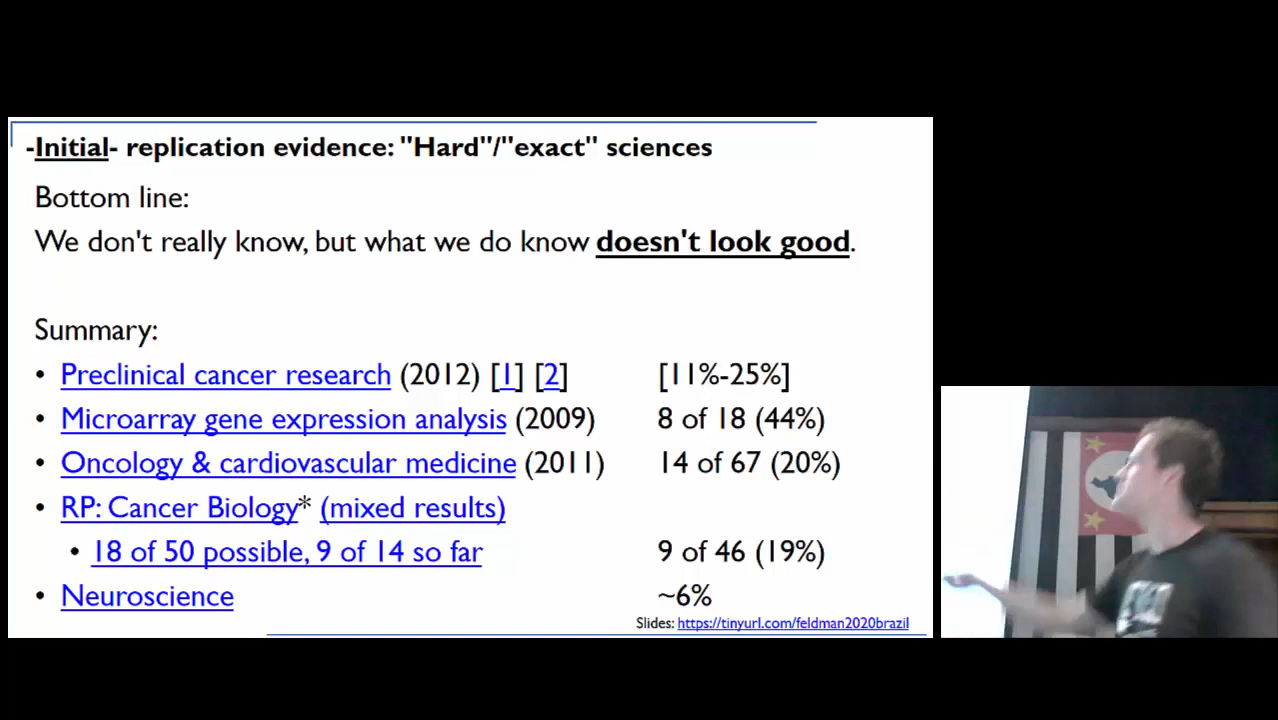 -Initial- replication evidence: "Hard"/"exact" sciences
Bottom line:
We don't really know, but what we do know doesn't look good.
Summary:
• Preclinical cancer research (2012) [1] [2] [11%-25%]
• Microarray gene expression analysis (2009) 8 of 18 (44%)
• Oncology & cardiovascular medicine (2011) 14 of 67 (20%)
• RP: Cancer Biology* (mixed results)
• 18 of 50 possible, 9 of 14 so far 9 of 46 (19%)
• Neuroscience ~6%
Slides: https://tinyurl.com/feldman2020brazil